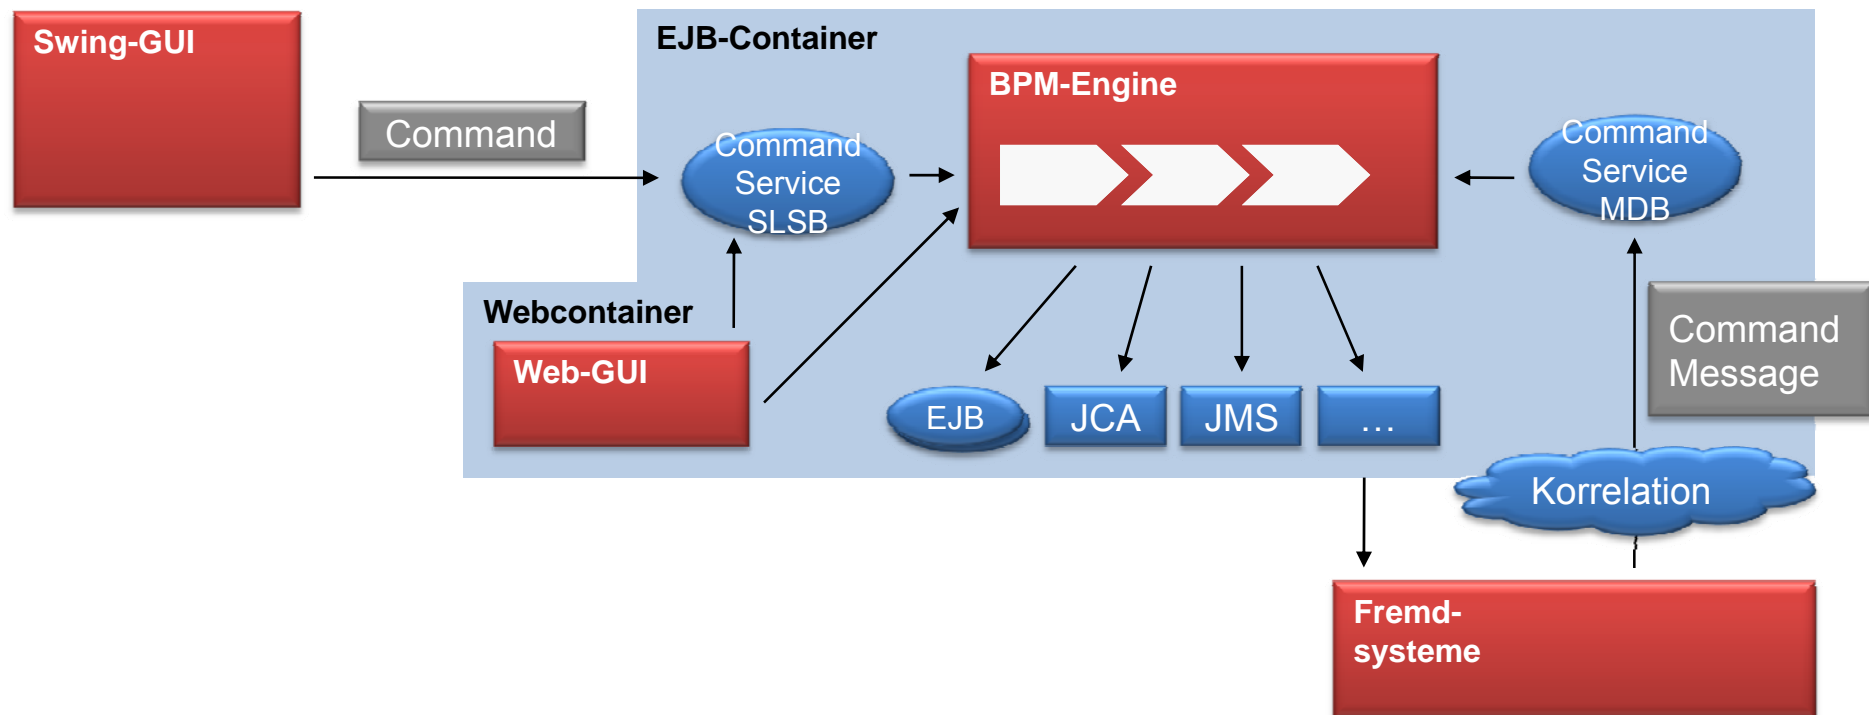 Swing-GUI
EJB-Container
BPM-Engine
Command
Command
Service
SLSB
Command
Service
MDB
Webcontainer
Web-GUI
Command
Message
EJB
JCA
JMS
...
Korrelation
Fremd-
systeme